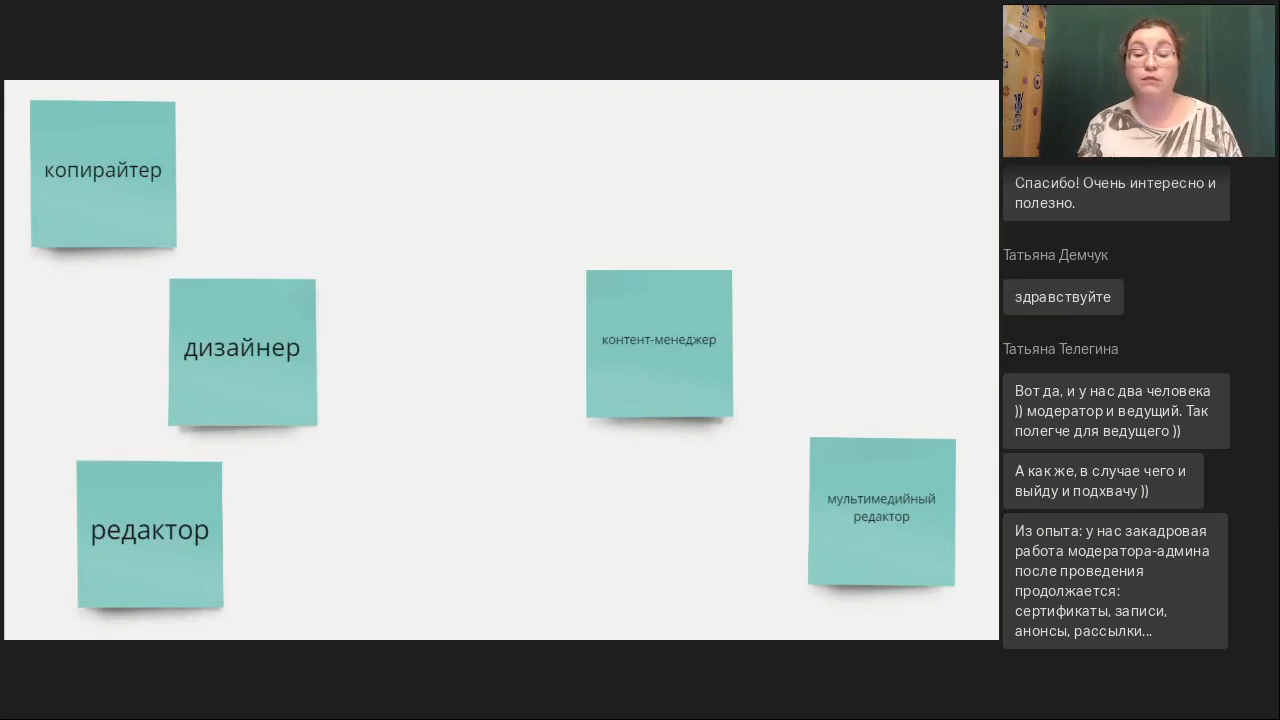 копирайтер
дизайнер
редактор
контент-менеджер
мультимедийный
редактор
Спасибо! Очень интересно и
полезно.
Татьяна Демчук
здравствуйте
Татьяна Телегина
Вот да, и у нас два человека
)) модератор и ведущий. Так
полегче для ведущего ))
А как же, в случае чего и
выйду и подхвачу ))
Из опыта: у нас закадровая
работа модератора-админа
после проведения
продолжается:
сертификаты, записи,
анонсы, рассылки...